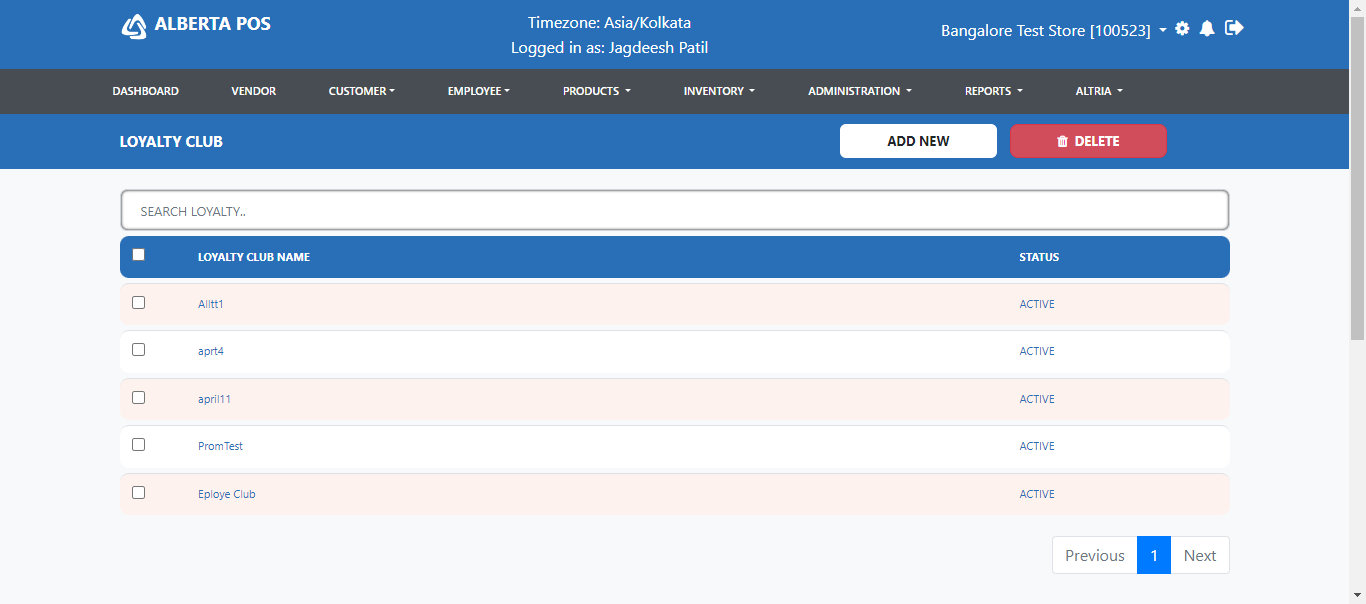 ALBERTA POS
Timezone: Asia/Kolkata
Logged in as: Jagdeesh Patil
Bangalore Test Store [100523]
DASHBOARD VENDOR CUSTOMER EMPLOYEE PRODUCTS INVENTORY ADMINISTRATION REPORTS ALTRIA
LOYALTY CLUB ADD NEW DELETE
SEARCH LOYALTY..
LOYALTY CLUB NAME STATUS
Alltt1 ACTIVE
aprt4 ACTIVE
april11 ACTIVE
PromTest ACTIVE
Eploye Club ACTIVE
Previous 1 Next